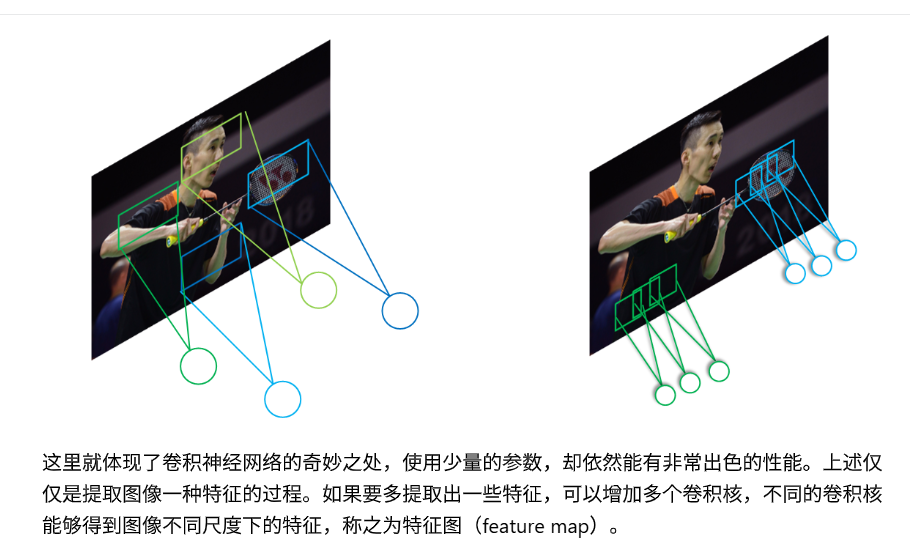 这里就体现了卷积神经网络的奇妙之处，使用少量的参数，却依然能有非常出色的性能。上述仅
仅是提取图像一种特征的过程。如果要多提取出一些特征，可以增加多个卷积核，不同的卷积核
能够得到图像不同尺度下的特征，称之为特征图（feature map）。